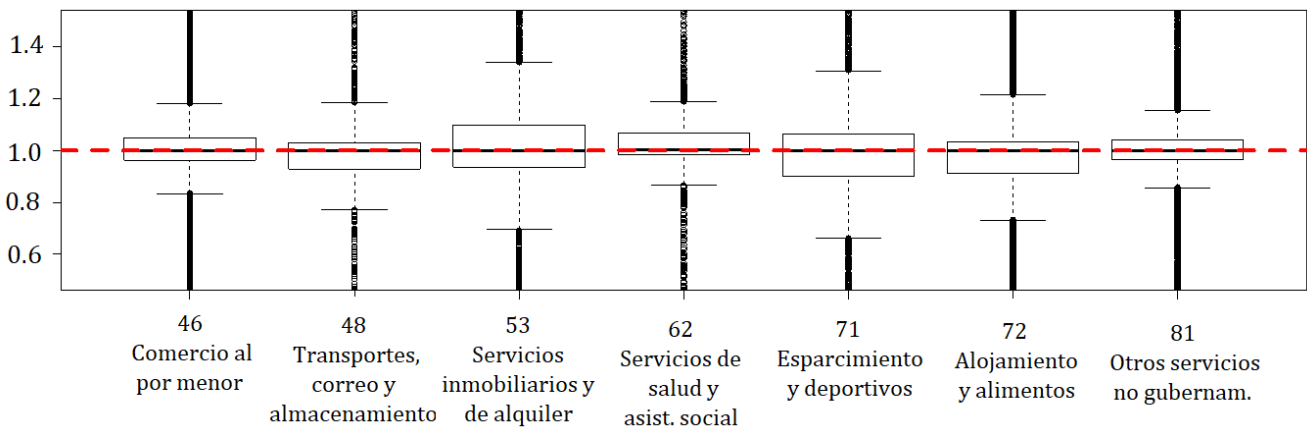 1.4
1.2
1.0
0.8
0.6
46
Comercio al
por menor
48
Transportes,
correo y
almacenamiento
53
Servicios
inmobiliarios y
de alquiler
62
Servicios de
salud y
asist. social
71
Esparcimiento
y deportivos
72
Alojamiento
y alimentos
81
Otros servicios
no gubernam.